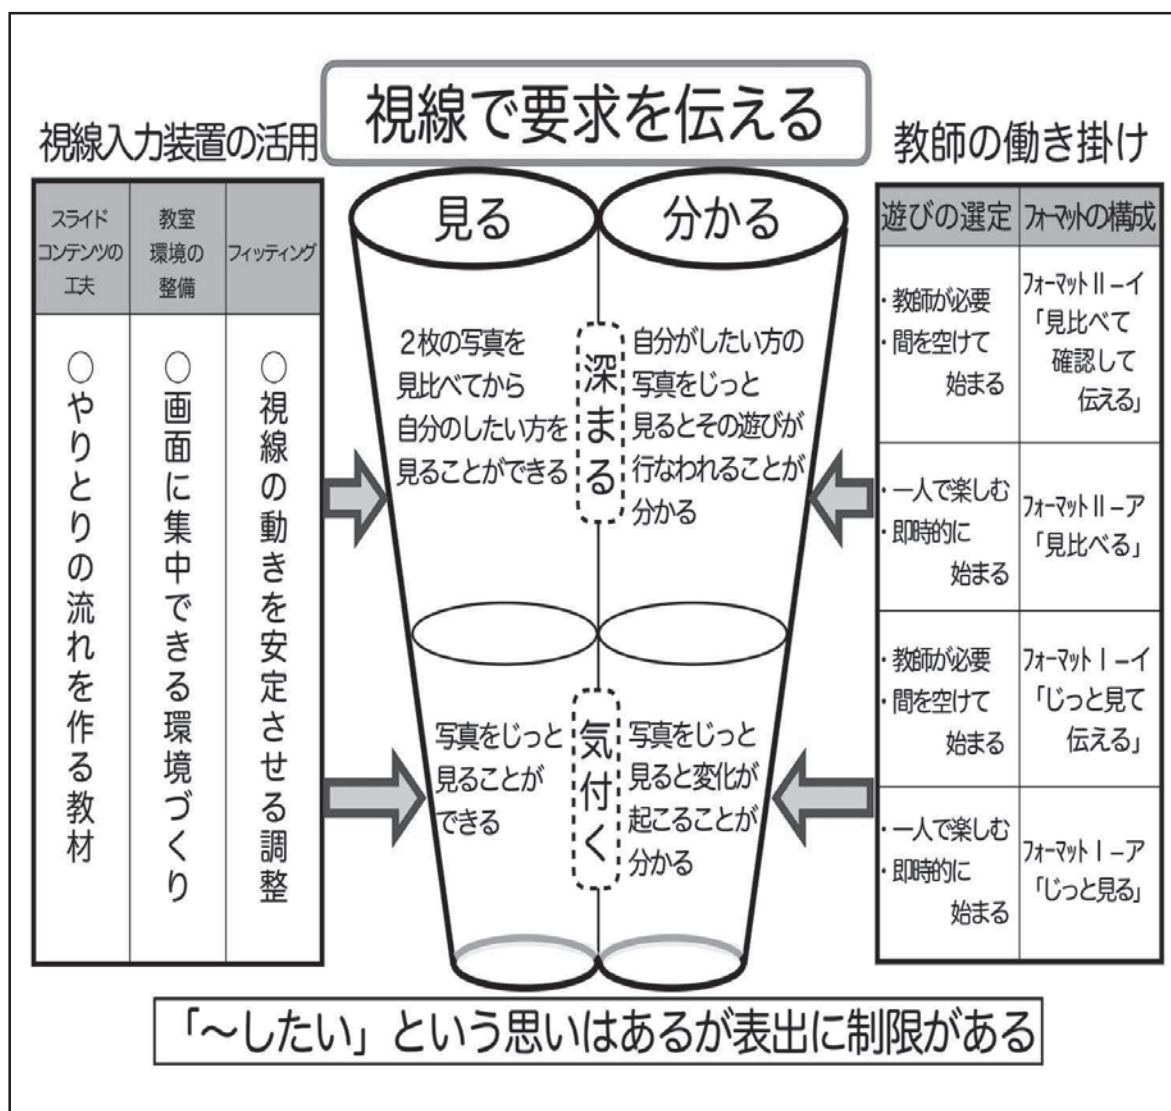 視線で要求を伝える
視線入力装置の活用
スライド
コンテンツの
工夫
教室
環境の
整備
フィッティング
○やりとりの流れを作る教材
○画面に集中できる環境づくり
○視線の動きを安定させる調整
見る
分かる
深まる
2枚の写真を
見比べてから
自分のしたい方を
見ることができる
自分がしたい方の
写真をじっと
見るとその遊びが
行なわれることが
分かる
気付く
写真をじっと
見ることが
できる
写真をじっと
見ると変化が
起こることが
分かる
教師の働き掛け
遊びの選定
フォーマットの構成
・教師が必要
・間を空けて
始まる
フォーマットⅡ−イ
「見比べて
確認して
伝える」
・一人で楽しむ
・即時的に
始まる
フォーマットⅡ−ア
「見比べる」
・教師が必要
・間を空けて
始まる
フォーマットⅠ−イ
「じっと見て
伝える」
・一人で楽しむ
・即時的に
始まる
フォーマットⅠ−ア
「じっと見る」
「〜したい」という思いはあるが表出に制限がある